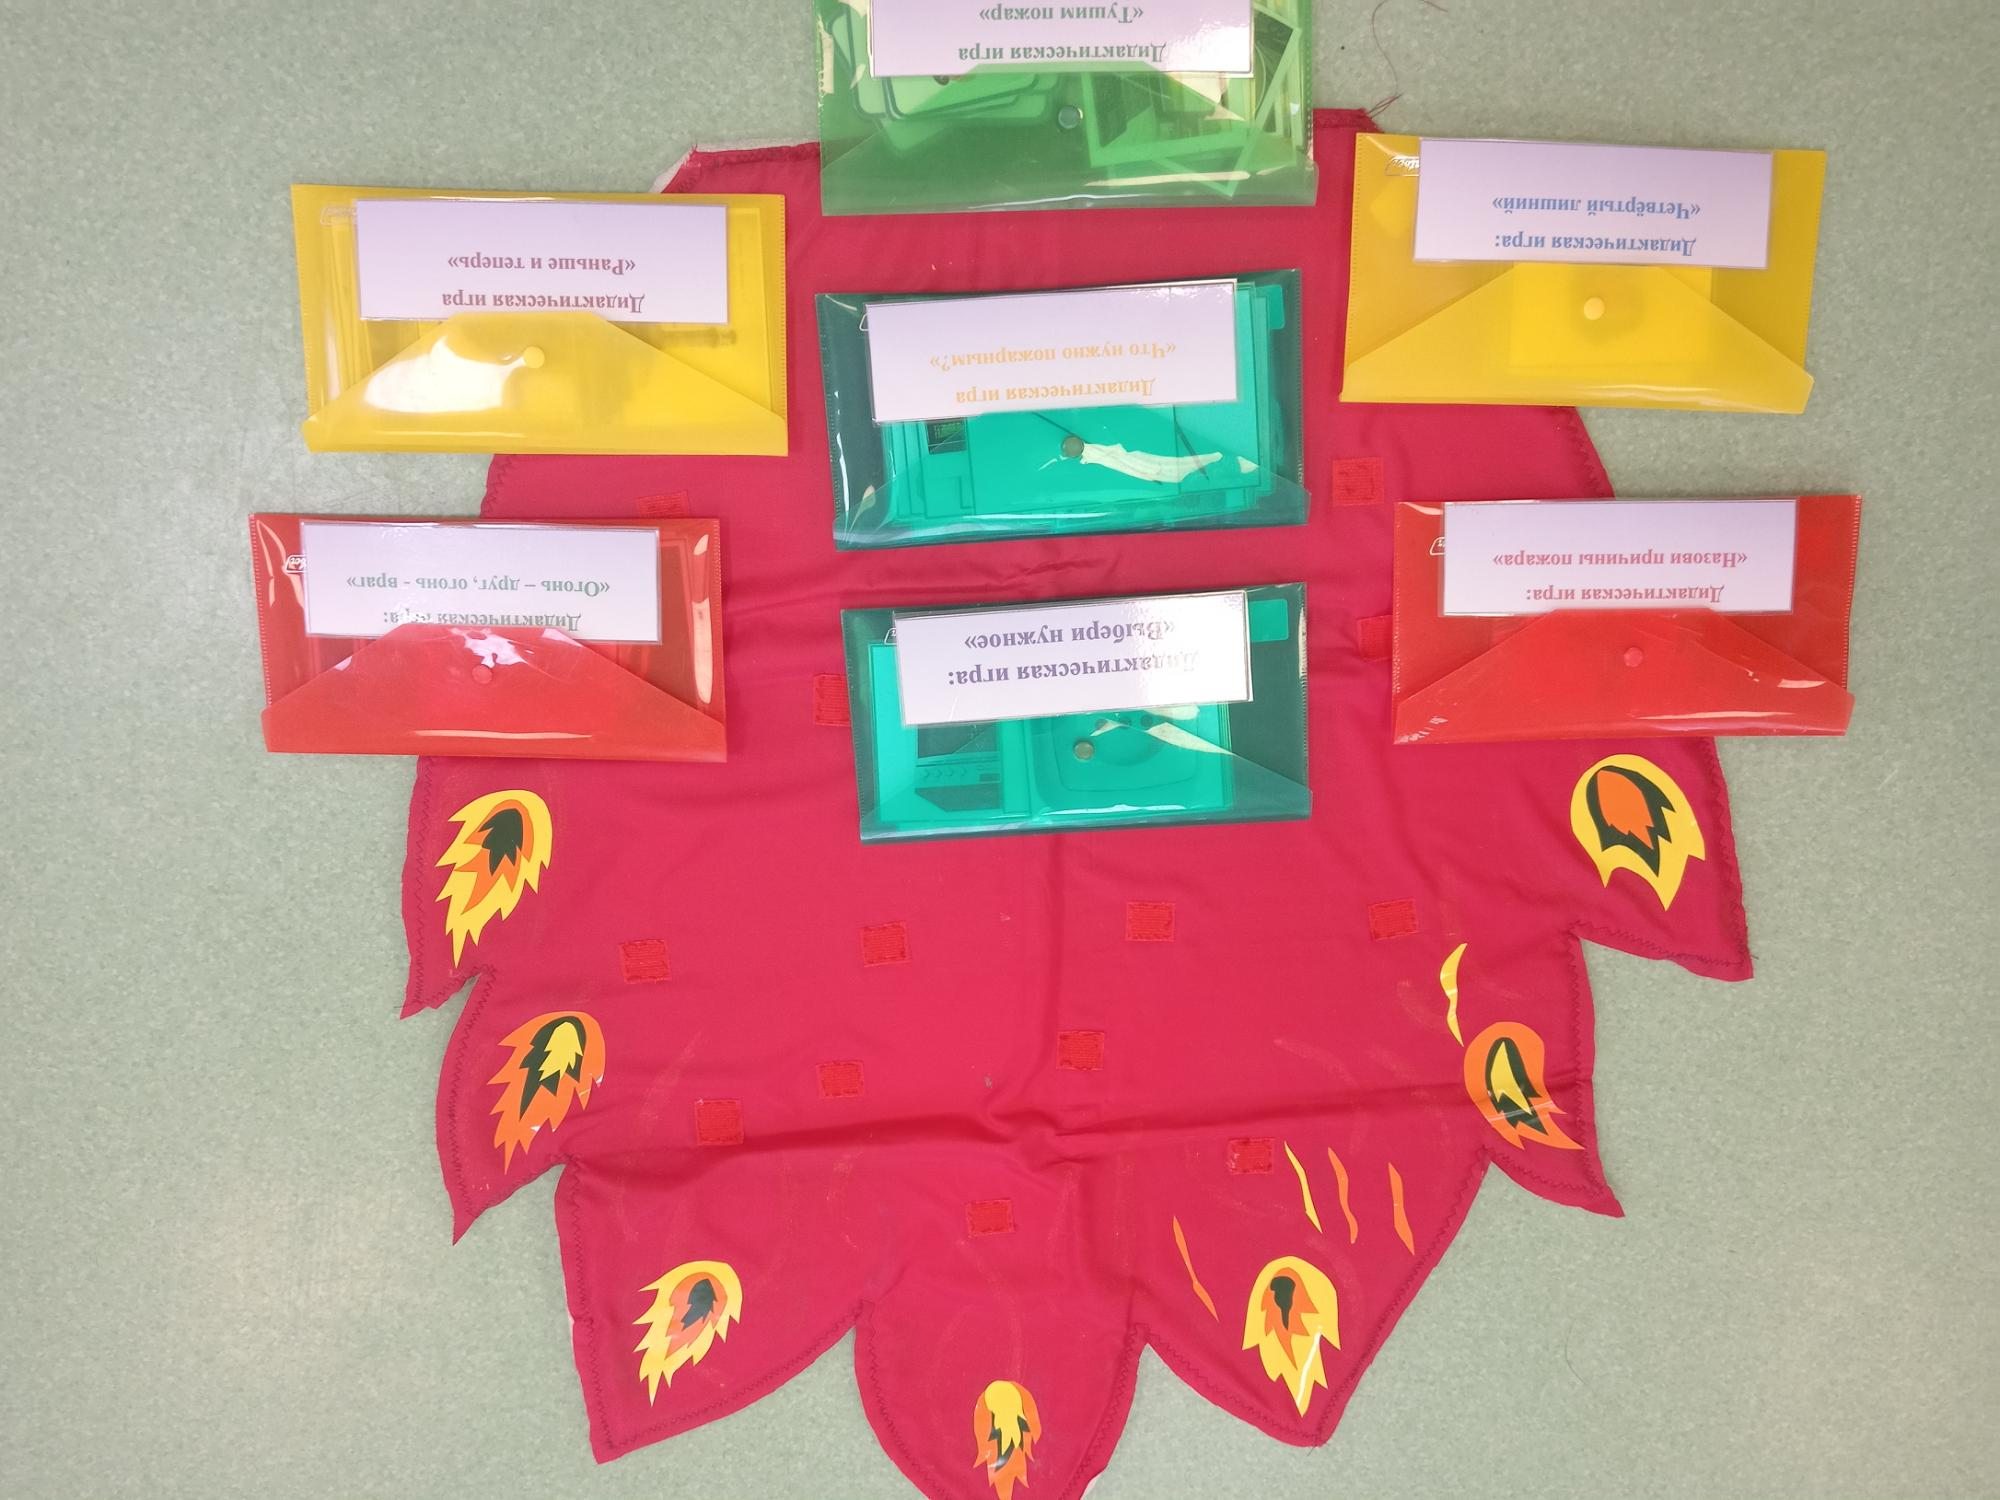 Дидактическая игра
«Тушим пожар»
Дидактическая игра
«Раньше и теперь»
Дидактическая игра
«Что нужно пожарным?»
Дидактическая игра:
«Четвёртый лишний»
Дидактическая игра:
«Огонь – друг, огонь - враг»
Дидактическая игра:
«Выбери нужное»
Дидактическая игра:
«Назови причины пожара»